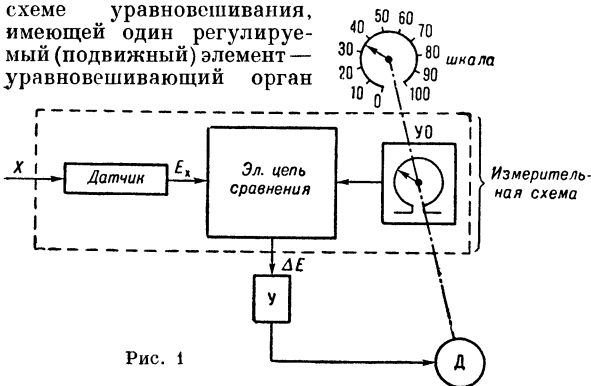 схеме уравновешивания,
имеющей один регулируе-
мый (подвижный) элемент —
уравновешивающий орган
0 10 20 30 40 50 60 70 80 90 100
шкала
УО
X
Датчик
Eₓ
Эл. цепь
сравнения
Измеритель-
ная схема
ΔE
У
Рис. 1
Д